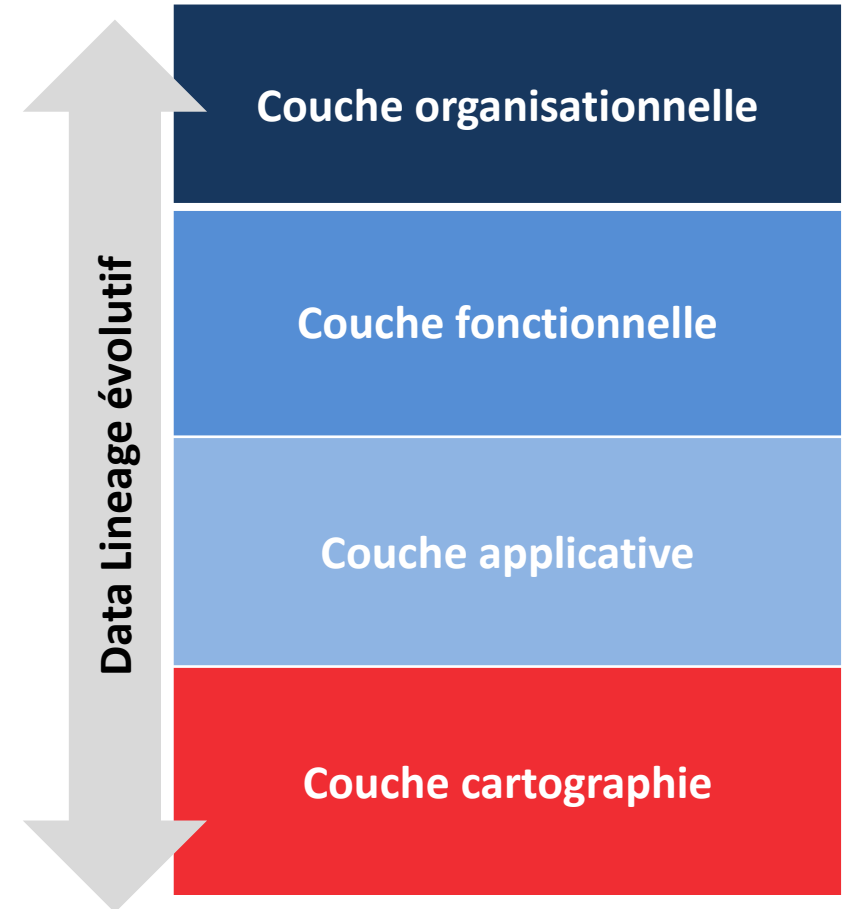 Couche organisationnelle
Couche fonctionnelle
Couche applicative
Couche cartographie
Data Lineage évolutif